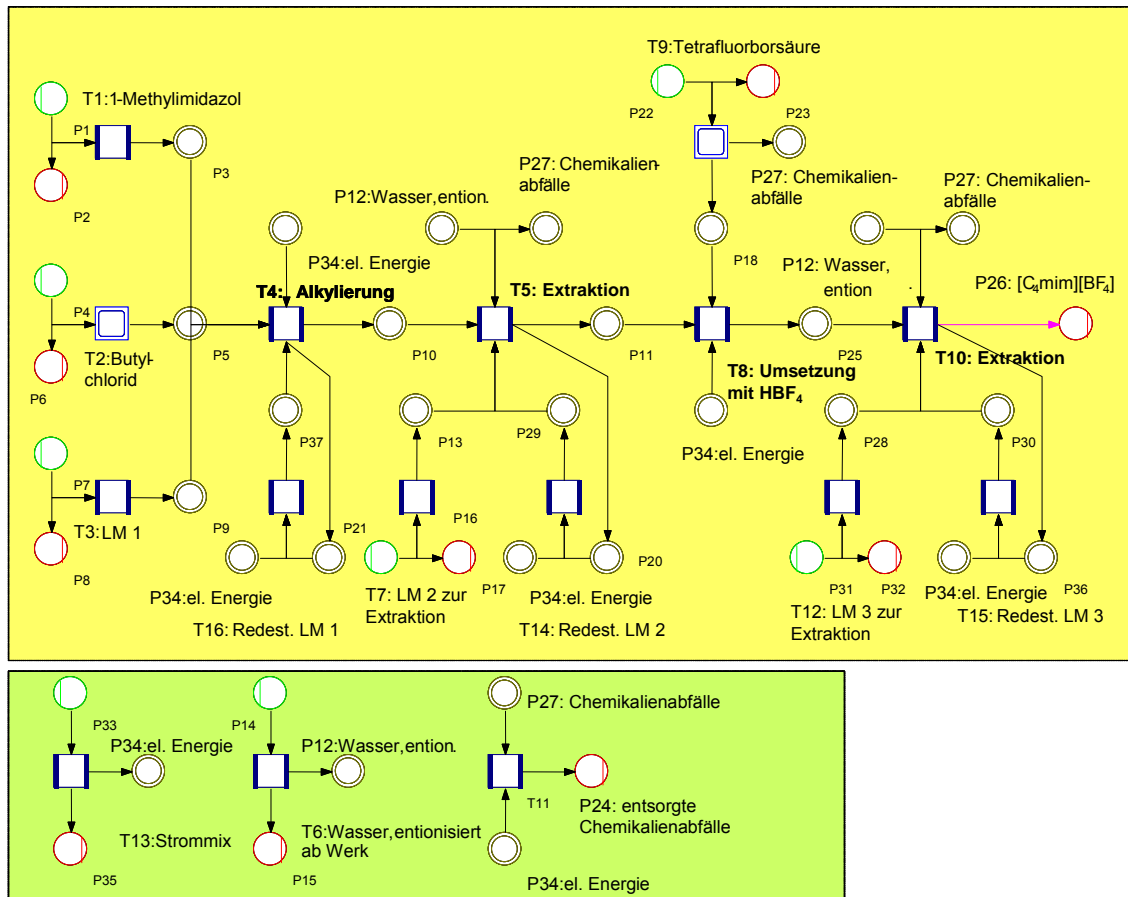 T9:Tetrafluorborsäure
T1:1-Methylimidazol
P22
P23
P1
P3
P2
P27: Chemikalien-
abfälle
P27: Chemikalien-
abfälle
P27: Chemikalien-
abfälle
P12:Wasser,ention.
P34:el. Energie
P18
P12: Wasser,
ention
P26: [C4mim][BF4]
T4: Alkylierung
T5: Extraktion
P4
P5
P10
P11
P25
T10: Extraktion
T2:Butyl-
chlorid
T8: Umsetzung
mit HBF4
P6
P37
P13
P29
P28
P30
P34:el. Energie
P7
T3:LM 1
P9
P21
P16
P8
P17
P20
P31
P32
P36
P34:el. Energie
T7: LM 2 zur
Extraktion
P34:el. Energie
T12: LM 3 zur
Extraktion
P34:el. Energie
T16: Redest. LM 1
T14: Redest. LM 2
T15: Redest. LM 3
P33
P14
P27: Chemikalienabfälle
P34:el. Energie
P12:Wasser,ention.
T11
P24: entsorgte
Chemikalienabfälle
T13:Strommix
T6:Wasser,entionisiert
ab Werk
P35
P15
P34:el. Energie